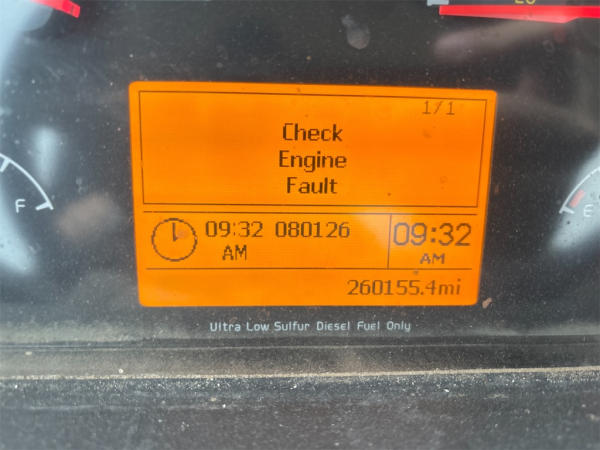 1/1
Check
Engine
Fault
09:32 080126
AM
09:32
AM
260155.4mi
Ultra Low Sulfur Diesel Fuel Only
F
E